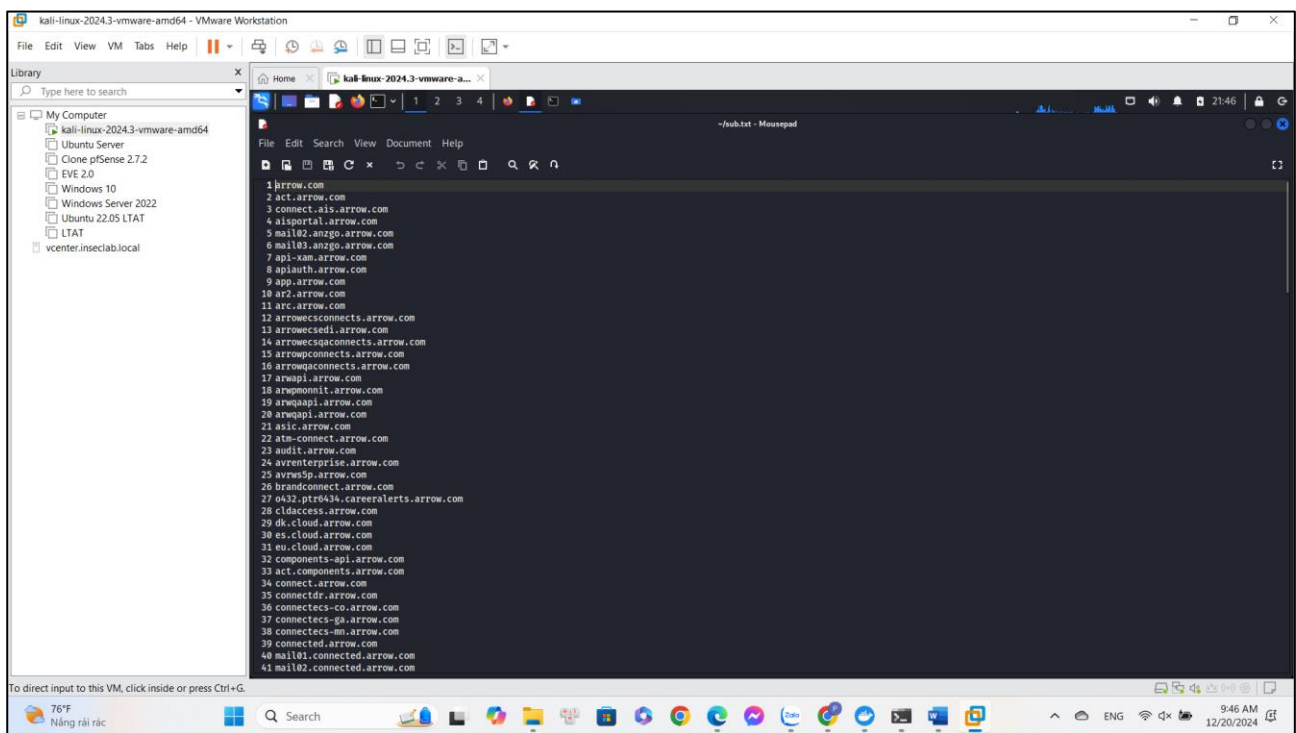 kali-linux-2024.3-vmware-amd64 - VMware Workstation
File Edit View VM Tabs Help
Library
Type here to search
My Computer
kali-linux-2024.3-vmware-amd64
Ubuntu Server
Clone pfSense 2.7.2
EVE 2.0
Windows 10
Windows Server 2022
Ubuntu 22.05 LTAT
LTAT
vcenter.inseclab.local
Home
kali-linux-2024.3-vmware-a...
1 2 3 4
21:46
~/sub.txt - Mousepad
File Edit Search View Document Help
1 arrow.com
2 act.arrow.com
3 connect.ais.arrow.com
4 aisportal.arrow.com
5 mail02.anzgo.arrow.com
6 mail03.anzgo.arrow.com
7 api-xam.arrow.com
8 apiauth.arrow.com
9 app.arrow.com
10 ar2.arrow.com
11 arc.arrow.com
12 arrowecsconnects.arrow.com
13 arrowecsedi.arrow.com
14 arrowecsqaconnects.arrow.com
15 arrowpconnects.arrow.com
16 arrowqaconnects.arrow.com
17 arwapi.arrow.com
18 arwpmonnit.arrow.com
19 arwqaapi.arrow.com
20 arwqapi.arrow.com
21 asic.arrow.com
22 atm-connect.arrow.com
23 audit.arrow.com
24 avrenterprise.arrow.com
25 avrws5p.arrow.com
26 brandconnect.arrow.com
27 o432.ptr6434.careeralerts.arrow.com
28 cldaccess.arrow.com
29 dk.cloud.arrow.com
30 es.cloud.arrow.com
31 eu.cloud.arrow.com
32 components-api.arrow.com
33 act.components.arrow.com
34 connect.arrow.com
35 connectdr.arrow.com
36 connectecs-co.arrow.com
37 connectecs-ga.arrow.com
38 connectecs-mn.arrow.com
39 connected.arrow.com
40 mail01.connected.arrow.com
41 mail02.connected.arrow.com
To direct input to this VM, click inside or press Ctrl+G.
76°F
Nắng rải rác
Search
Zalo
ENG
9:46 AM
12/20/2024